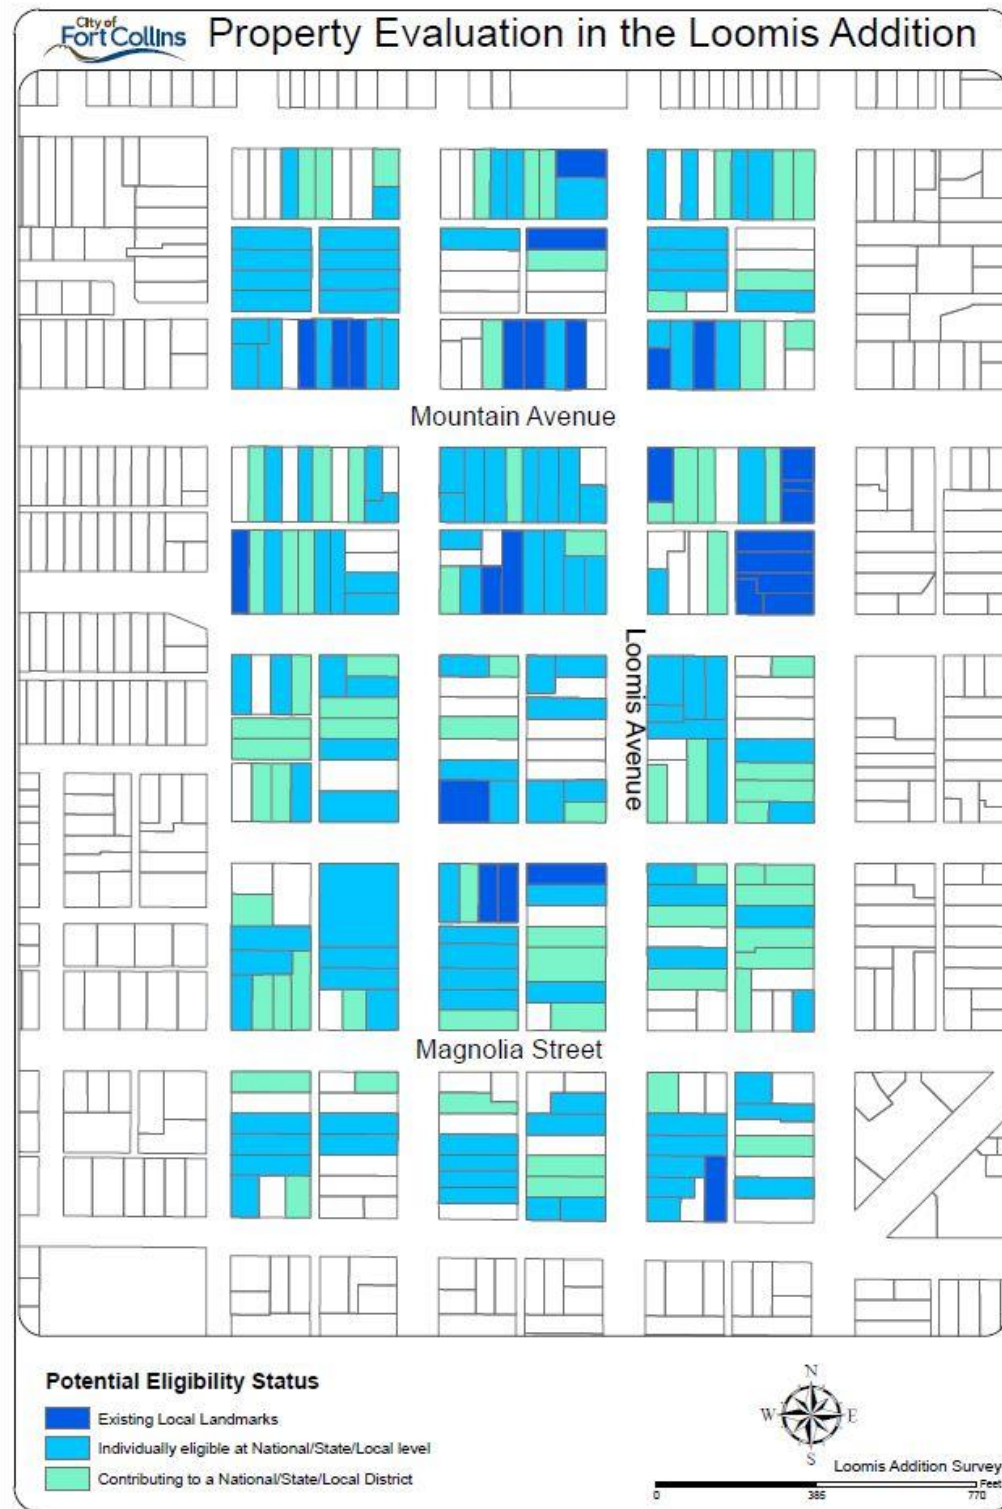 City of
Fort Collins
Property Evaluation in the Loomis Addition
Mountain Avenue
Loomis Avenue
Magnolia Street
Potential Eligibility Status
Existing Local Landmarks
Individually eligible at National/State/Local level
Contributing to a National/State/Local District
N
W E
S
Loomis Addition Survey
Feet
0 385 770